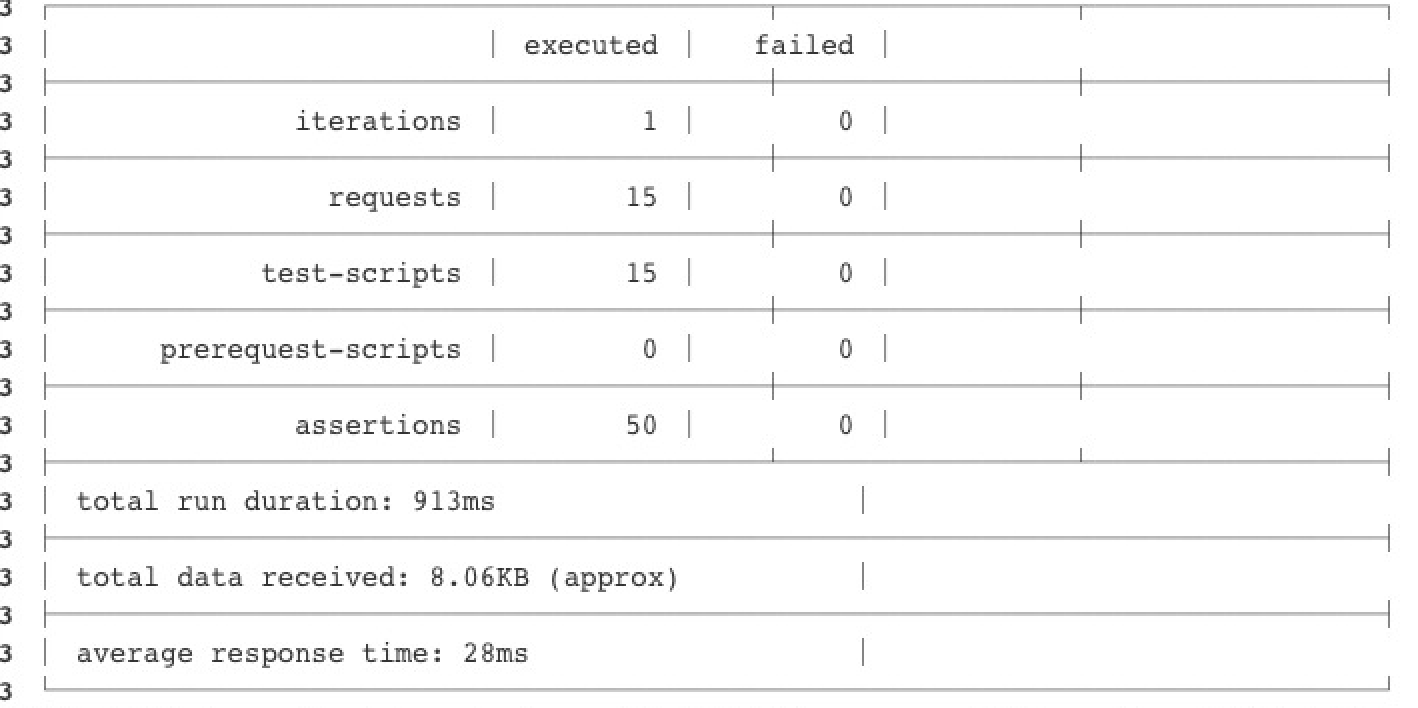 3
3 | | executed | failed |
3
3 | iterations | 1 | 0 |
3
3 | requests | 15 | 0 |
3
3 | test-scripts | 15 | 0 |
3
3 | prerequest-scripts | 0 | 0 |
3
3 | assertions | 50 | 0 |
3
3 | total run duration: 913ms |
3
3 | total data received: 8.06KB (approx) |
3
3 | average response time: 28ms |
3